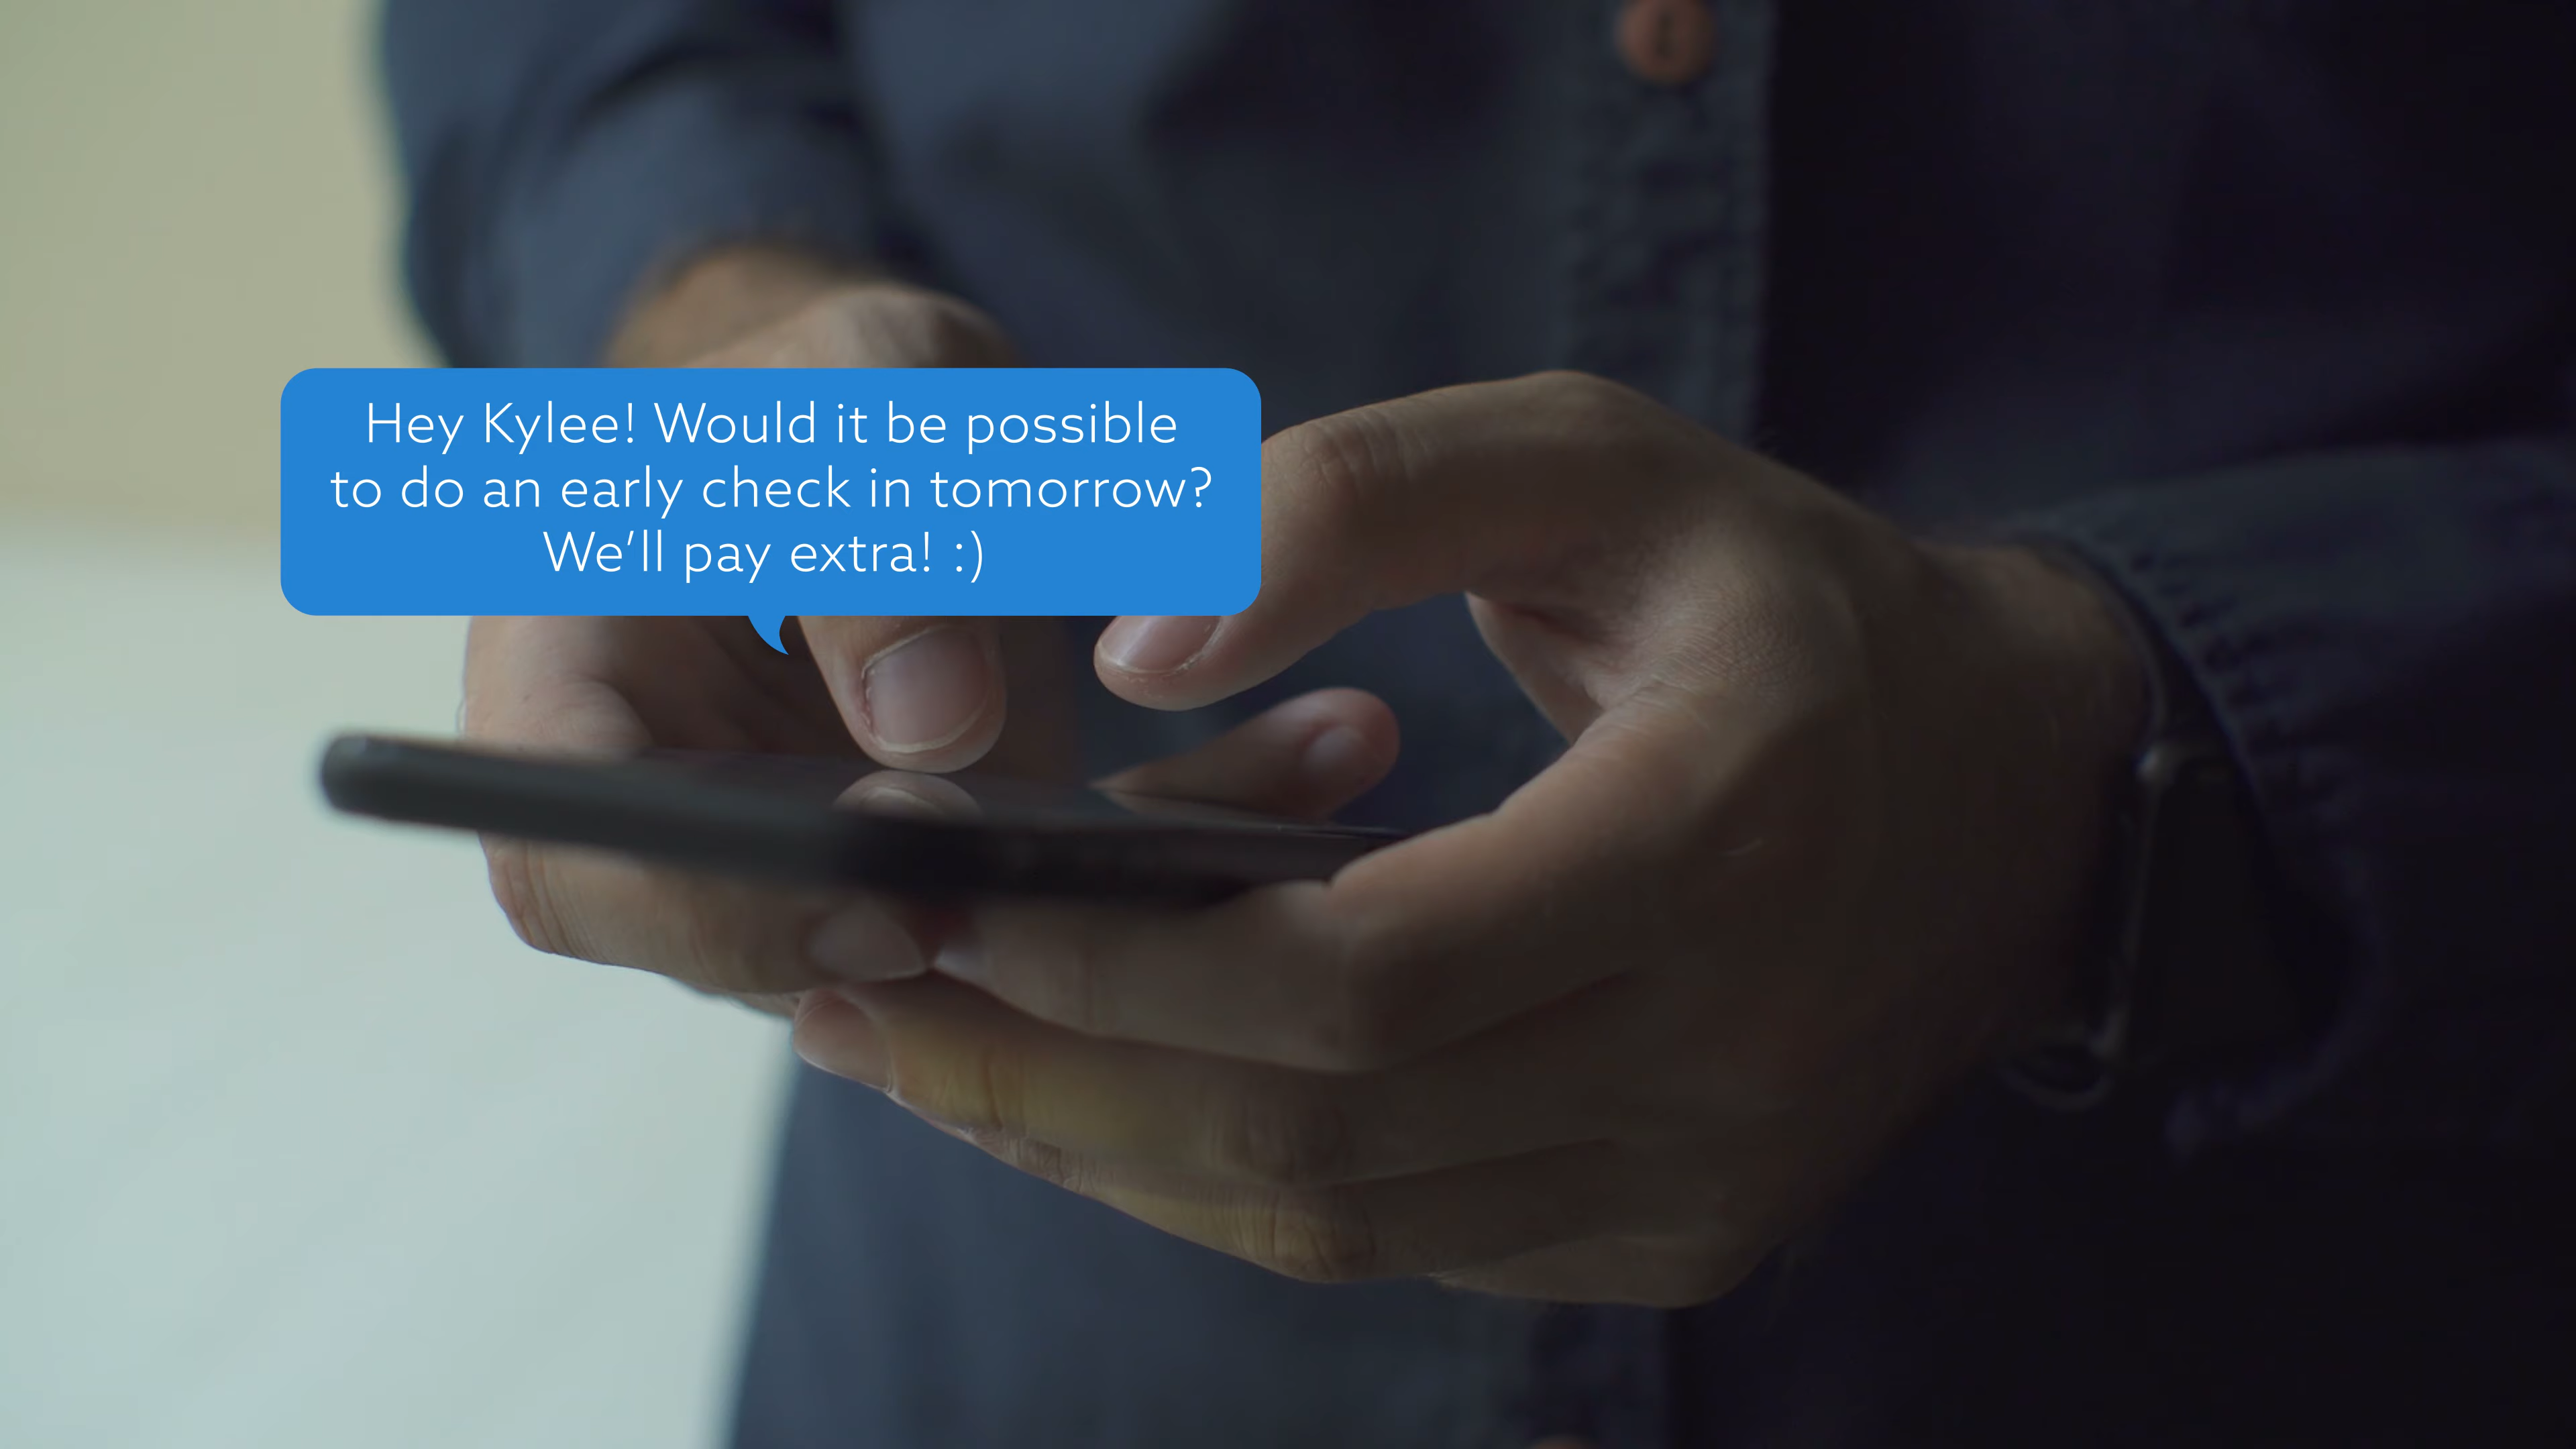 Hey Kylee! Would it be possible
to do an early check in tomorrow?
We'll pay extra! :)